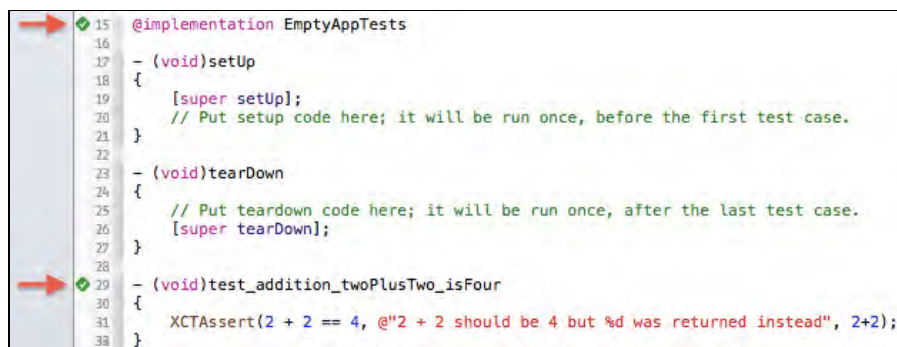 15 @implementation EmptyAppTests
16
17 - (void)setUp
18 {
19 [super setUp];
20 // Put setup code here; it will be run once, before the first test case.
21 }
22
23 - (void)tearDown
24 {
25 // Put teardown code here; it will be run once, after the last test case.
26 [super tearDown];
27 }
28
29 - (void)test_addition_twoPlusTwo_isFour
30 {
31 XCTAssert(2 + 2 == 4, @"2 + 2 should be 4 but %d was returned instead", 2+2);
33 }